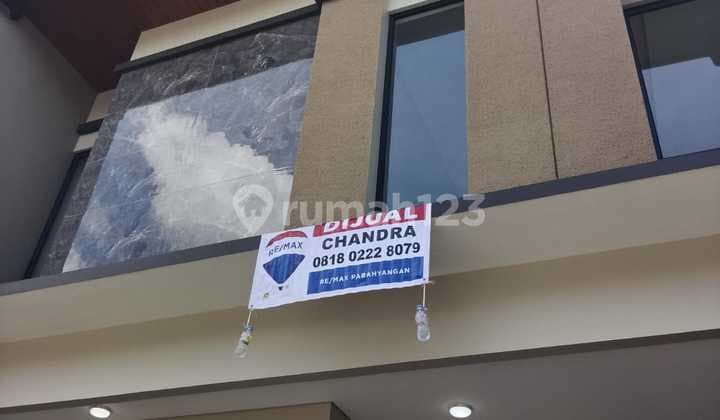 rumah123
DIJUAL
RE/MAX
CHANDRA
0818 0222 8079
RE/MAX PARAHYANGAN